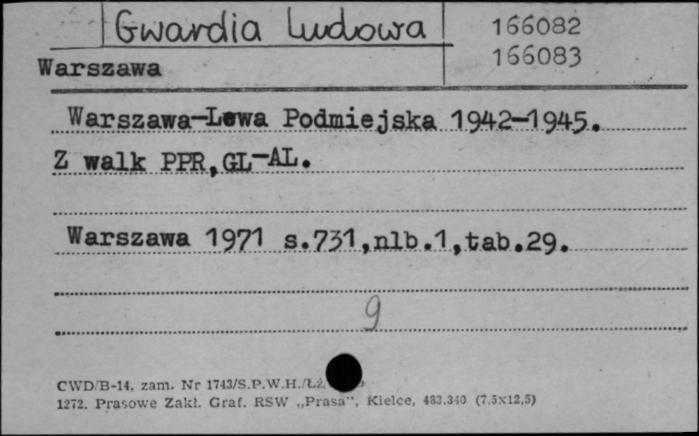 Gwardia Ludowa
166082
166083
Warszawa
Warszawa-Lewa Podmiejska 1942-1945.
Z walk PPR,GL-AL.
Warszawa 1971 s.731,nlb.1,tab.29.
9
CWD/B-14, zam. Nr 1743/S.P.W.H./Łż.
1272. Prasowe Zakł. Graf. RSW „Prasa", Kielce, 483.340 (7.5x12,5)